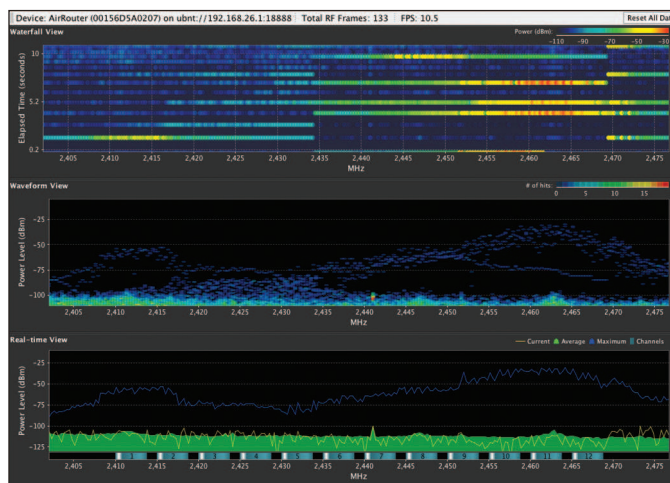 Device: AirRouter (00156D5A0207) on ubnt://192.168.26.1:18888 Total RF Frames: 133 FPS: 10.5 Reset All Da
Waterfall View
Power (dBm)
-110 -90 -70 -50 -30
Elapsed Time (seconds)
10
5.2
0.2
2,405 2,410 2,415 2,420 2,425 2,430 2,435 2,440 2,445 2,450 2,455 2,460 2,465 2,470 2,475
MHz
Waveform View
# of hits:
0 5 10 15
Power Level (dBm)
-25
-50
-75
-100
2,405 2,410 2,415 2,420 2,425 2,430 2,435 2,440 2,445 2,450 2,455 2,460 2,465 2,470 2,475
MHz
Real-time View
Current Average Maximum Channels
Power Level (dBm)
-25
-50
-75
-100
-125
1 2 3 4 5 6 7 8 9 10 11 12
2,405 2,410 2,415 2,420 2,425 2,430 2,435 2,440 2,445 2,450 2,455 2,460 2,465 2,470 2,475
MHz